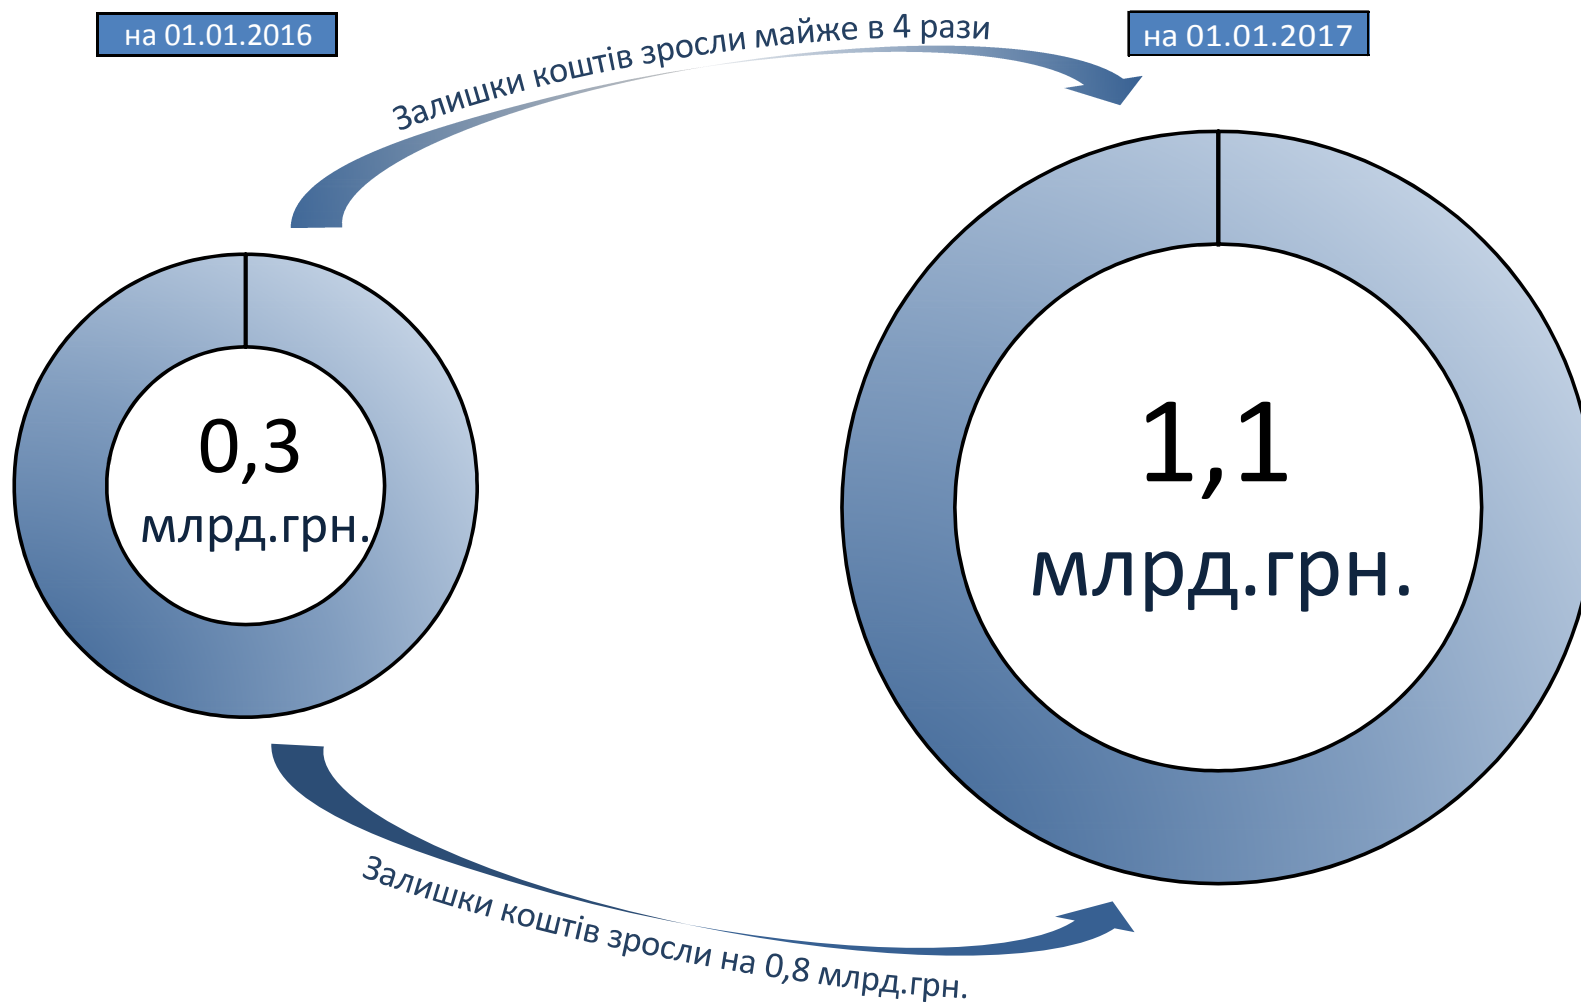 на 01.01.2016
Залишки коштів зросли майже в 4 рази
на 01.01.2017
0,3
млрд.грн.
1,1
млрд.грн.
Залишки коштів зросли на 0,8 млрд.грн.